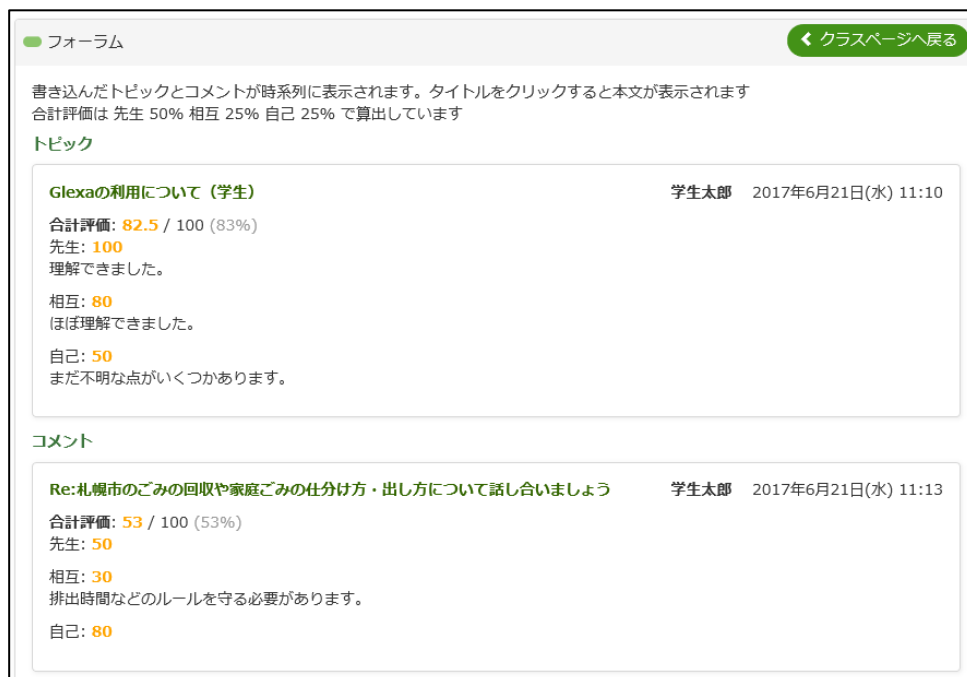 フォーラム
クラスページへ戻る
書き込んだトピックとコメントが時系列に表示されます。タイトルをクリックすると本文が表示されます
合計評価は 先生 50% 相互 25% 自己 25% で算出しています
トピック
Glexaの利用について（学生） 学生太郎 2017年6月21日(水) 11:10
合計評価: 82.5 / 100 (83%)
先生: 100
理解できました。
相互: 80
ほぼ理解できました。
自己: 50
まだ不明な点がいくつかあります。
コメント
Re:札幌市のごみの回収や家庭ごみの仕分け方・出し方について話し合いましょう 学生太郎 2017年6月21日(水) 11:13
合計評価: 53 / 100 (53%)
先生: 50
相互: 30
排出時間などのルールを守る必要があります。
自己: 80